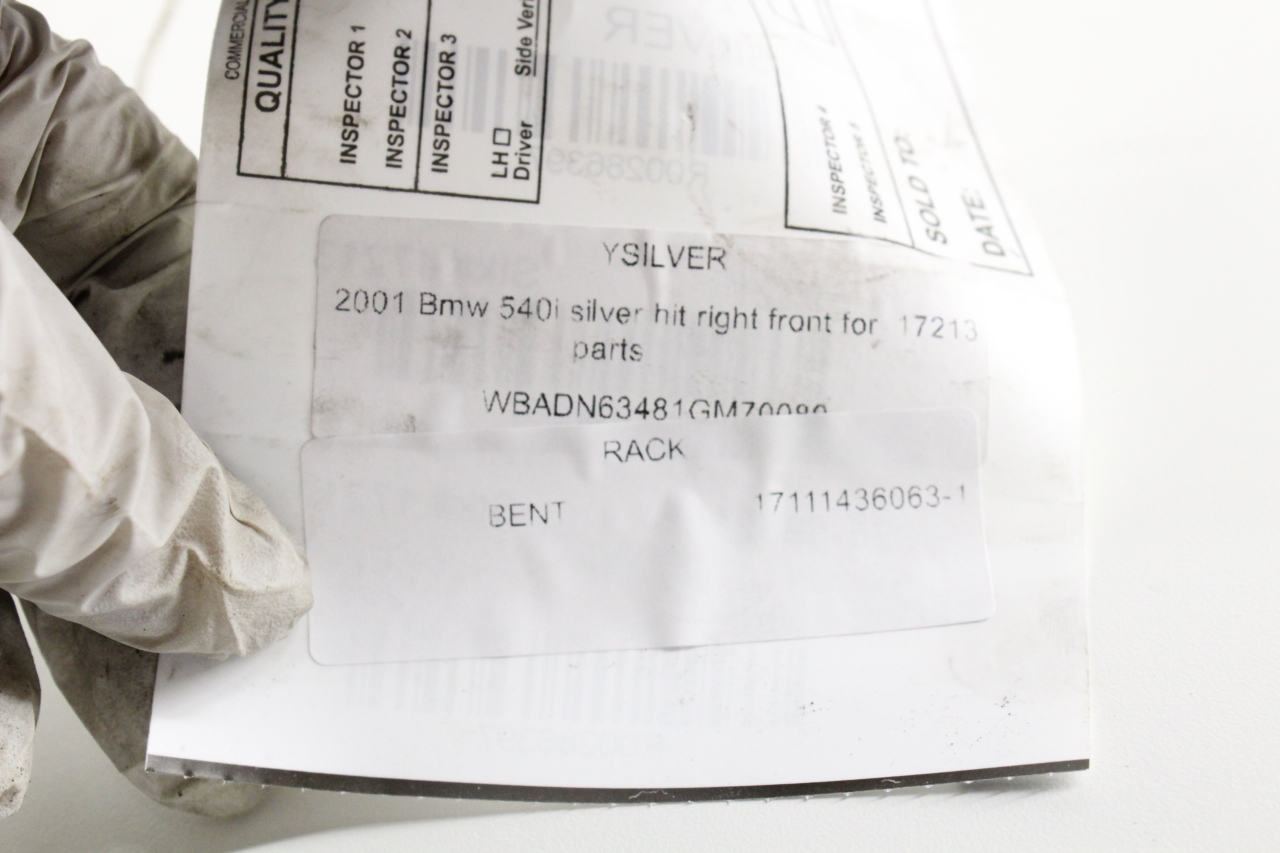 COMMERCIAL
QUALITY
INSPECTOR 1
INSPECTOR 2
INSPECTOR 3
LH
Driver Side
INSPECTOR
INSPECTOR
SOLD TO:
DATE:
YSILVER
2001 Bmw 540i silver hit right front for 17213
parts
WBADN63481GM70080
RACK
BENT 17111436063-1